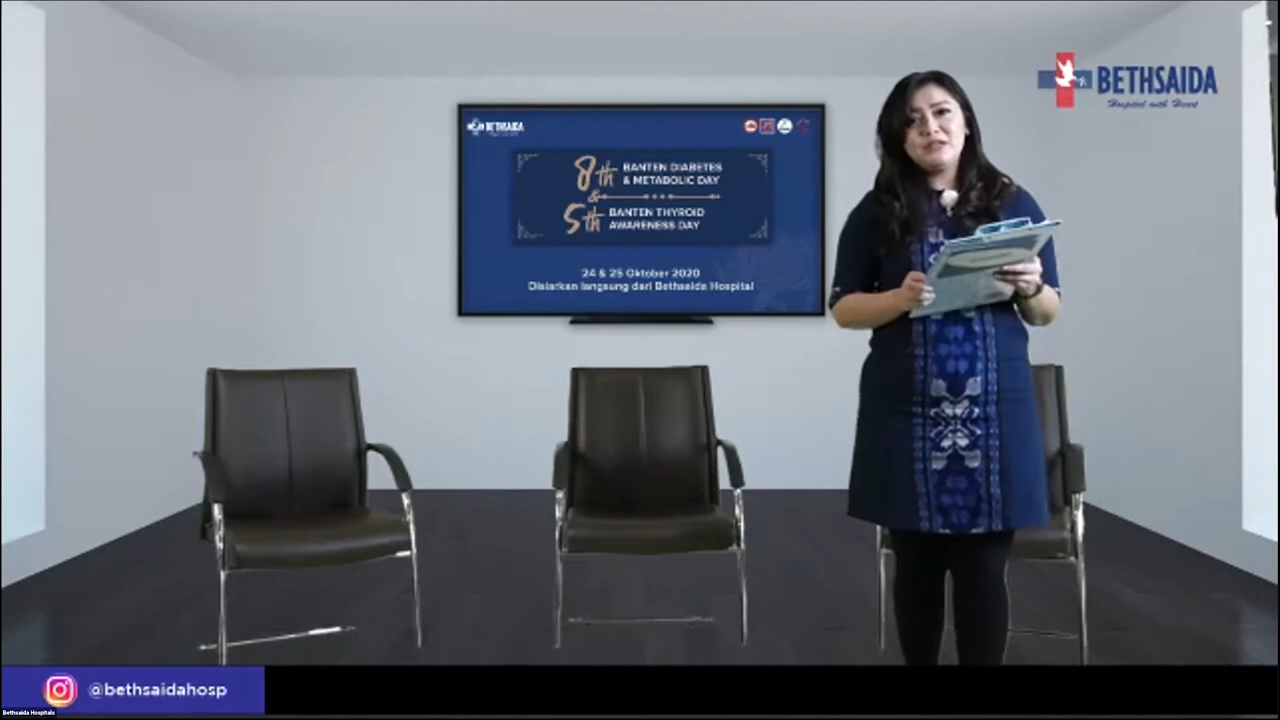 BETHSAIDA
Hospital with Heart
BETHSAIDA
8th BANTEN DIABETES
& METABOLIC DAY
&
5th BANTEN THYROID
AWARENESS DAY
24 & 25 Oktober 2020
Disiarkan langsung dari Bethsaida Hospital
@bethsaidahosp
Bethsaida Hospitals